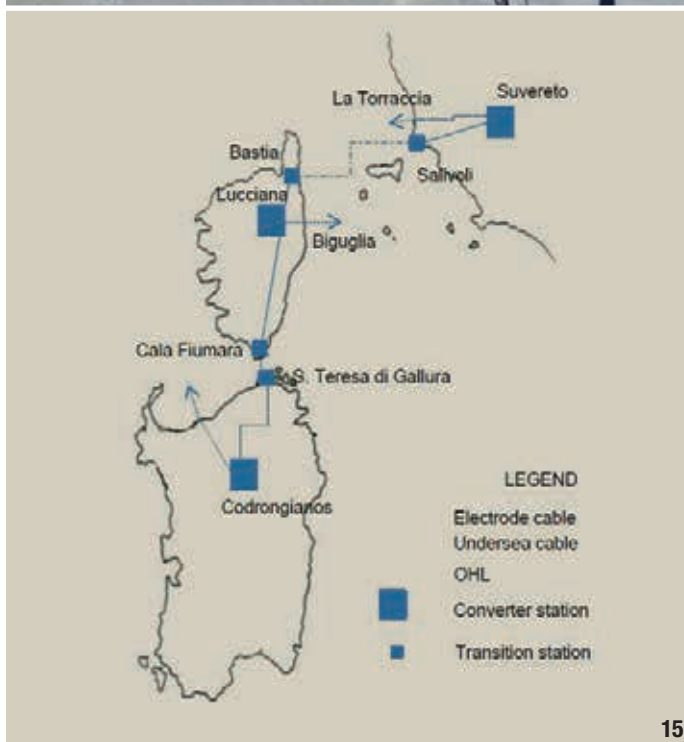 La Torraccia
Suvereto
Bastia
Salivoli
Lucciana
Biguglia
Cala Fiumara
S. Teresa di Gallura
Codrongianos
LEGEND
Electrode cable
Undersea cable
OHL
Converter station
Transition station
15